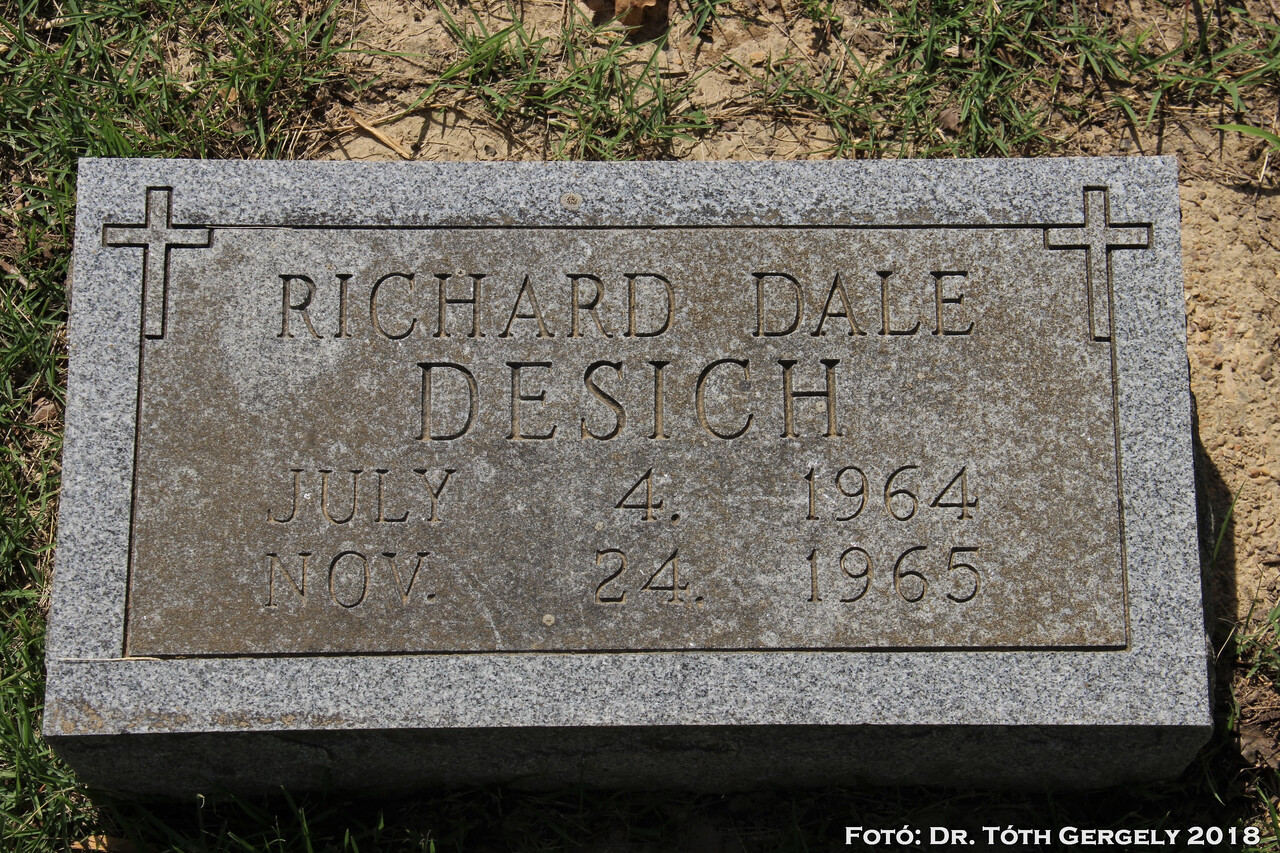 RICHARD DALE
DESICH
JULY 4. 1964
NOV. 24. 1965
Fotó: Dr. Tóth Gergely 2018